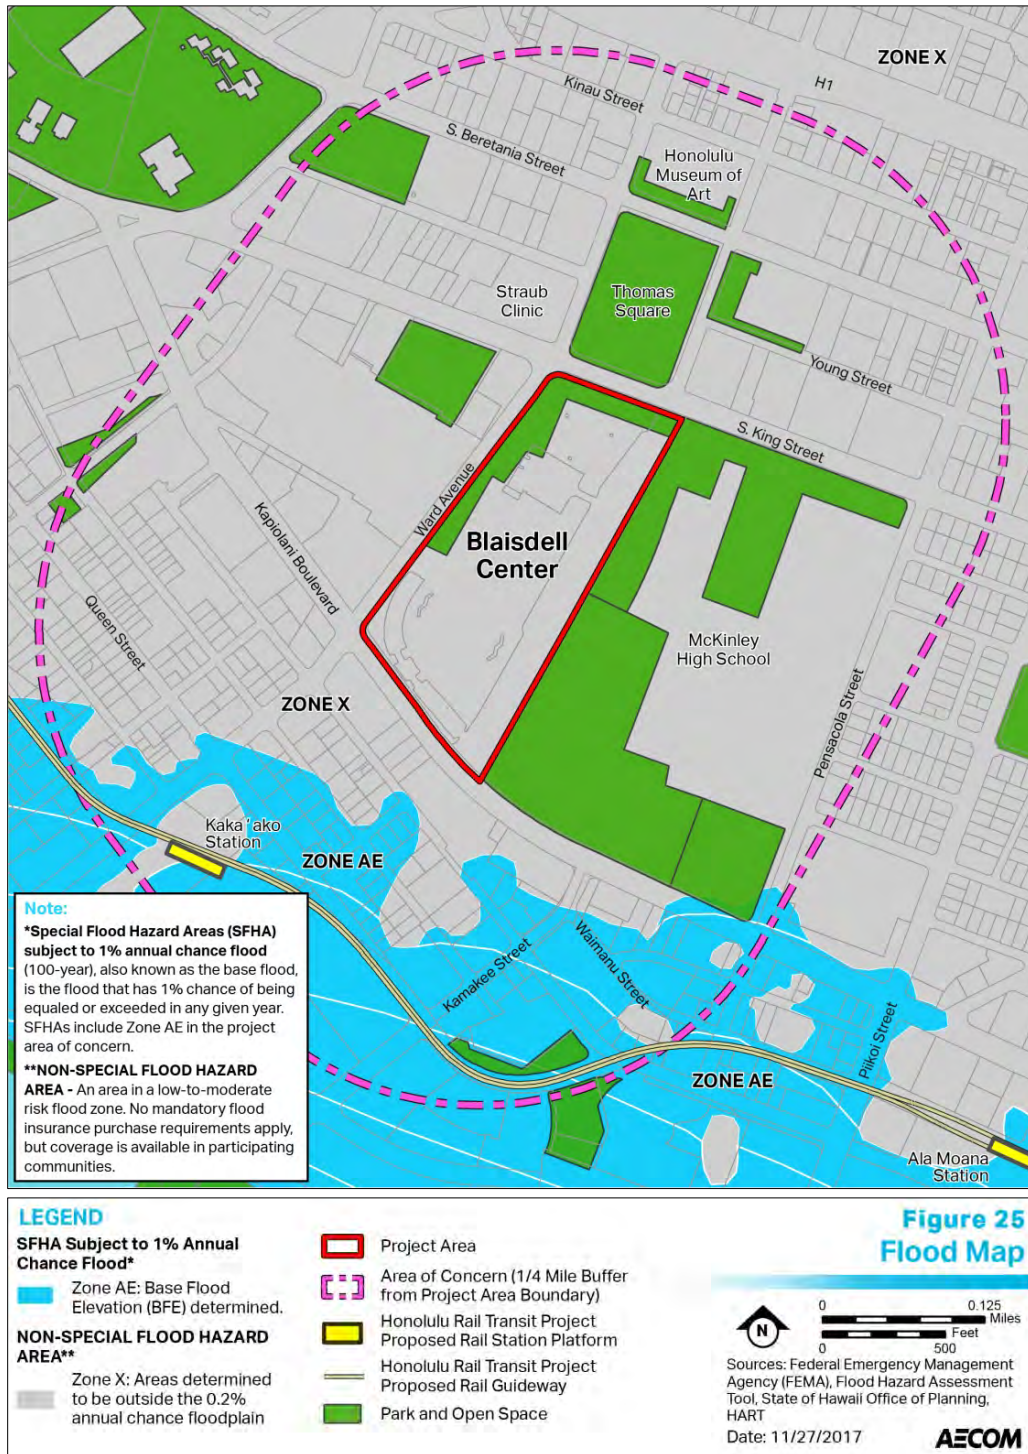 ZONE X
H1
Kinau Street
S. Beretania Street
Honolulu
Museum of
Art
Straub
Clinic
Thomas
Square
Young Street
S. King Street
Ward Avenue
Blaisdell
Center
Kapiolani Boulevard
Queen Street
McKinley
High School
Pensacola Street
ZONE X
Kaka'ako
Station
ZONE AE
Kamakee Street
Waimanu Street
Piikoi Street
ZONE AE
Ala Moana
Station
Note:
*Special Flood Hazard Areas (SFHA)
subject to 1% annual chance flood
(100-year), also known as the base flood,
is the flood that has 1% chance of being
equaled or exceeded in any given year.
SFHAs include Zone AE in the project
area of concern.
**NON-SPECIAL FLOOD HAZARD
AREA - An area in a low-to-moderate
risk flood zone. No mandatory flood
insurance purchase requirements apply,
but coverage is available in participating
communities.
LEGEND
SFHA Subject to 1% Annual
Chance Flood*
Zone AE: Base Flood
Elevation (BFE) determined.
NON-SPECIAL FLOOD HAZARD
AREA**
Zone X: Areas determined
to be outside the 0.2%
annual chance floodplain
Project Area
Area of Concern (1/4 Mile Buffer
from Project Area Boundary)
Honolulu Rail Transit Project
Proposed Rail Station Platform
Honolulu Rail Transit Project
Proposed Rail Guideway
Park and Open Space
Figure 25
Flood Map
N
0 0.125
Miles
Feet
0 500
Sources: Federal Emergency Management
Agency (FEMA), Flood Hazard Assessment
Tool, State of Hawaii Office of Planning,
HART
Date: 11/27/2017
AECOM